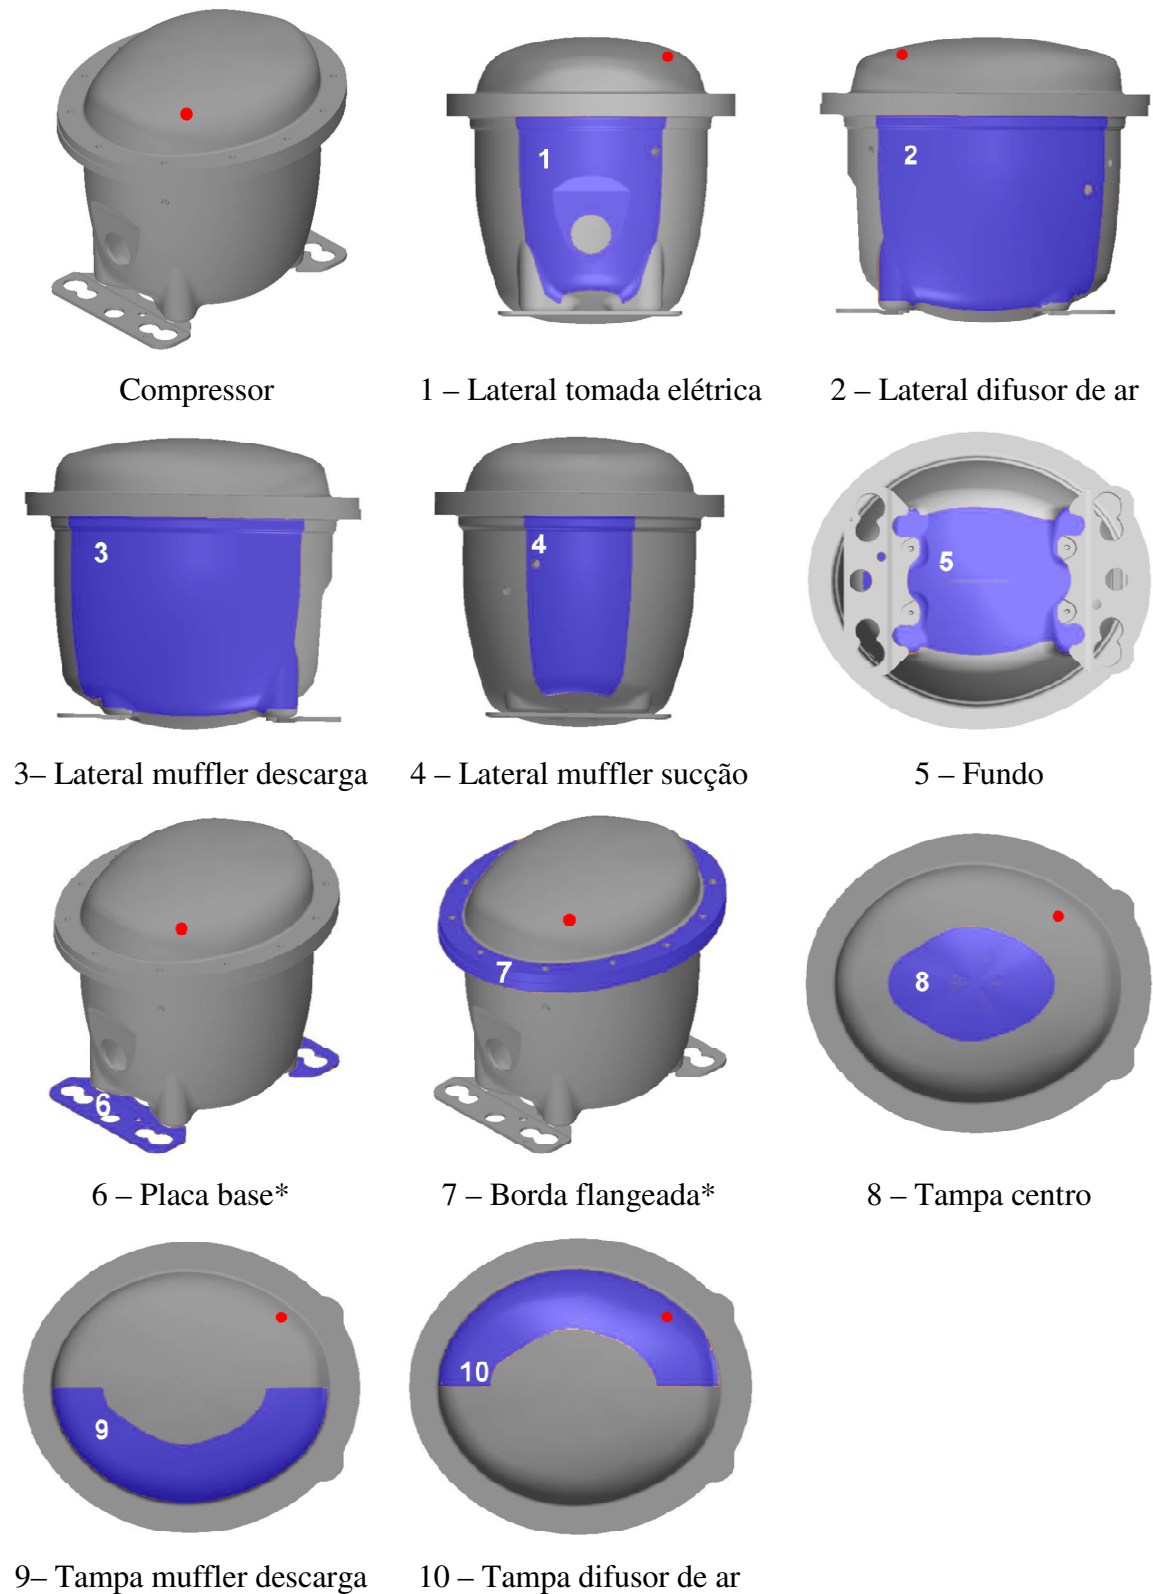 1
2
Compressor
1 – Lateral tomada elétrica
2 – Lateral difusor de ar
3
4
5
3– Lateral muffler descarga
4 – Lateral muffler sucção
5 – Fundo
6
7
8
6 – Placa base*
7 – Borda flangeada*
8 – Tampa centro
9
10
9– Tampa muffler descarga
10 – Tampa difusor de ar